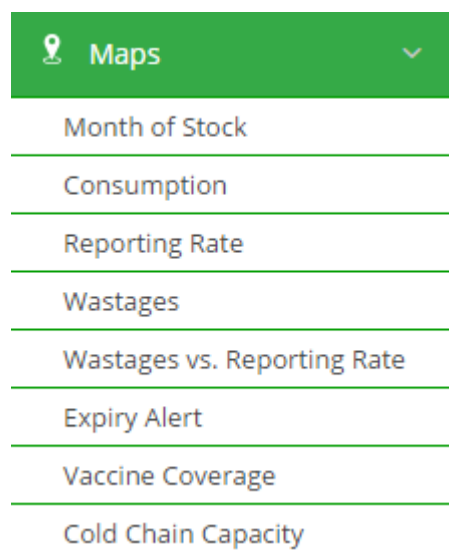 Maps
Month of Stock
Consumption
Reporting Rate
Wastages
Wastages vs. Reporting Rate
Expiry Alert
Vaccine Coverage
Cold Chain Capacity